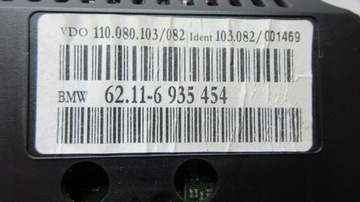 VDO 110.080.103/082 Ident 103.082/001469
BMW 62.11-6 935 454